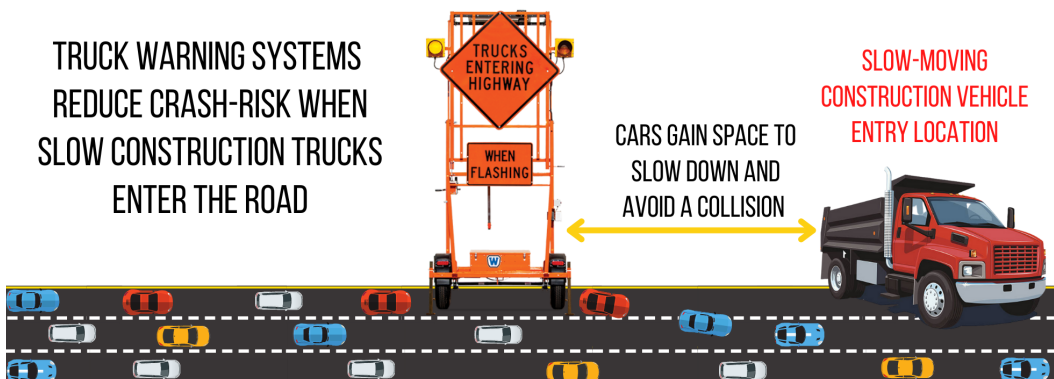 TRUCK WARNING SYSTEMS
REDUCE CRASH-RISK WHEN
SLOW CONSTRUCTION TRUCKS
ENTER THE ROAD
TRUCKS
ENTERING
HIGHWAY
WHEN
FLASHING
W
CARS GAIN SPACE TO
SLOW DOWN AND
AVOID A COLLISION
SLOW-MOVING
CONSTRUCTION VEHICLE
ENTRY LOCATION